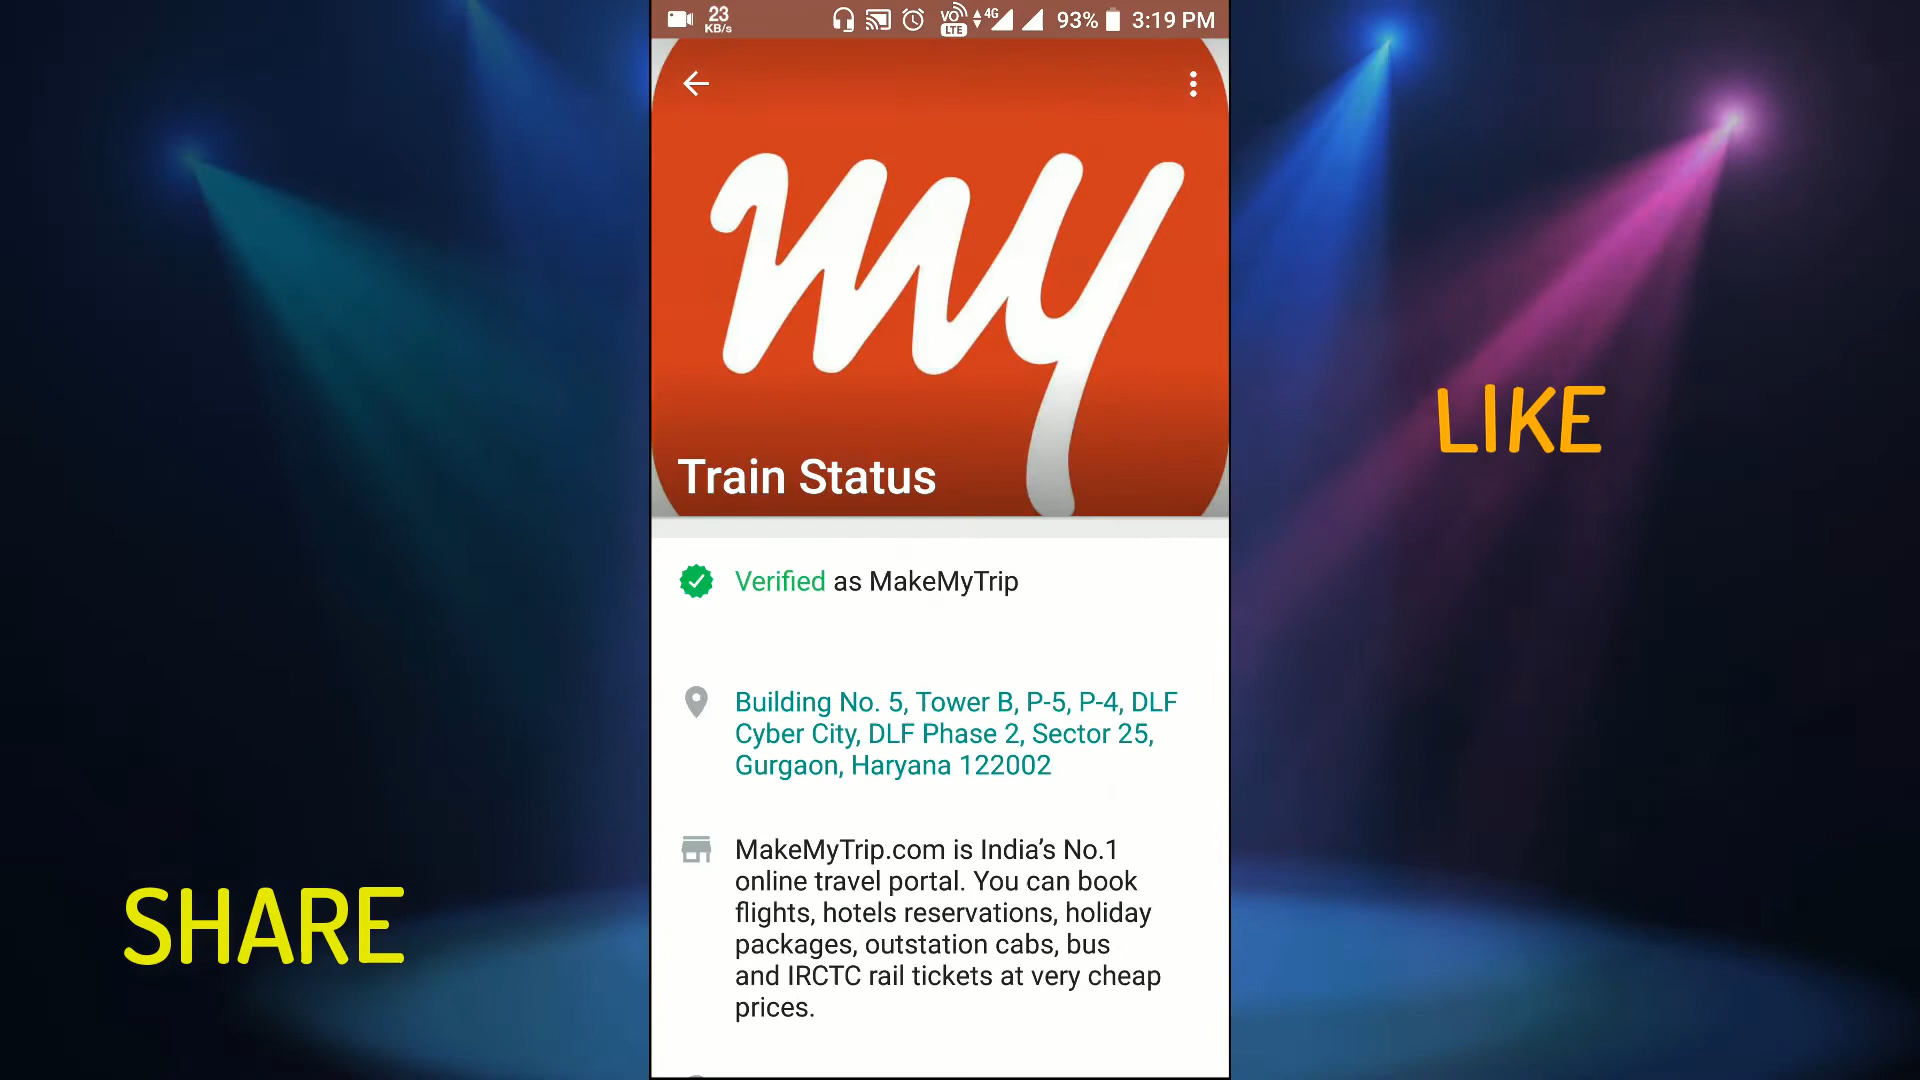 23
KB/s
VO
LTE
4G
93%
3:19 PM
my
Train Status
Verified as MakeMyTrip
Building No. 5, Tower B, P-5, P-4, DLF
Cyber City, DLF Phase 2, Sector 25,
Gurgaon, Haryana 122002
MakeMyTrip.com is India’s No.1
online travel portal. You can book
flights, hotels reservations, holiday
packages, outstation cabs, bus
and IRCTC rail tickets at very cheap
prices.
LIKE
SHARE